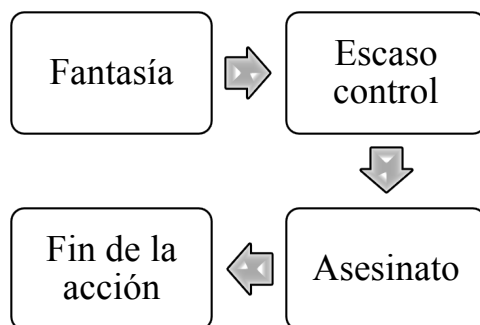 Fantasía
Escaso
control
Asesinato
Fin de la
acción